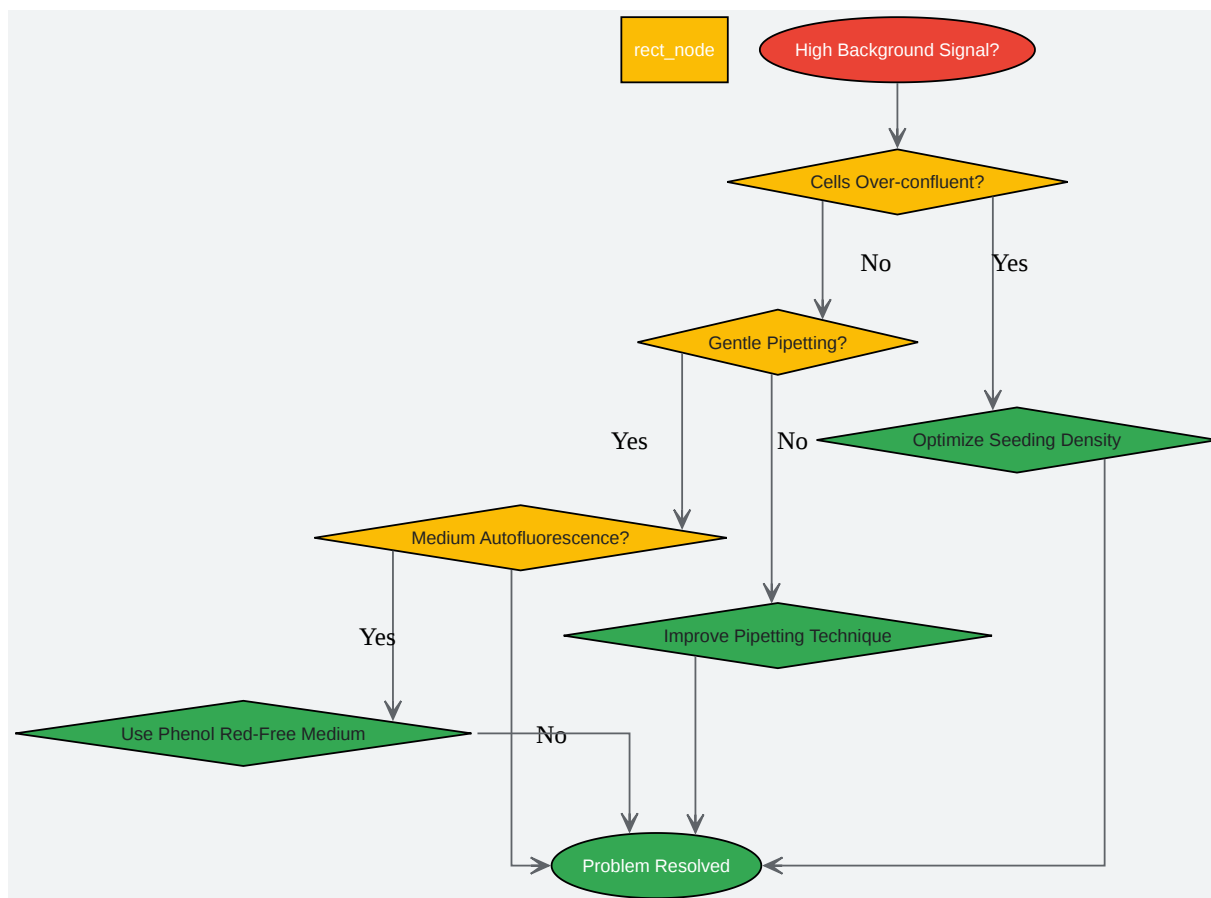 rect_node
High Background Signal?
Cells Over-confluent?
No
Yes
Gentle Pipetting?
Yes
No
Optimize Seeding Density
Medium Autofluorescence?
Yes
Improve Pipetting Technique
Use Phenol Red-Free Medium
No
Problem Resolved